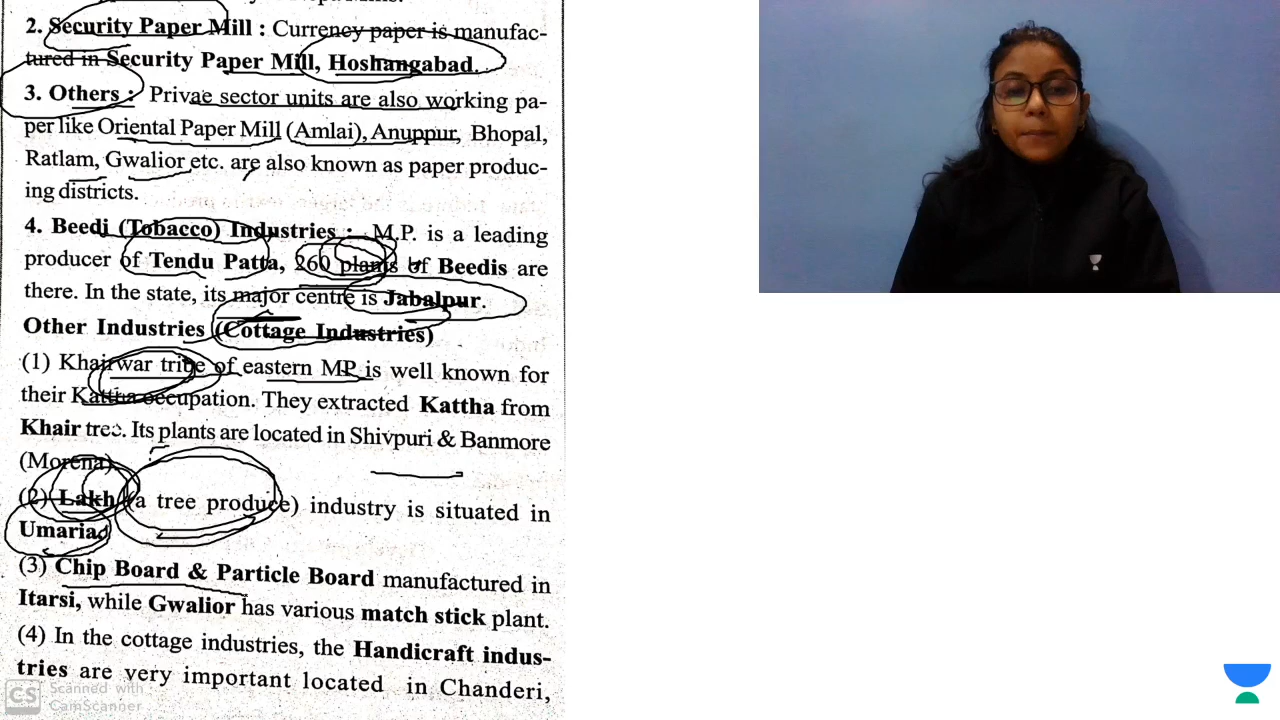 2. Security Paper Mill : Currency paper is manufac-
tured in Security Paper Mill, Hoshangabad.
3. Others : Privae sector units are also working pa-
per like Oriental Paper Mill (Amlai), Anuppur, Bhopal,
Ratlam, Gwalior etc. are also known as paper produc-
ing districts.
4. Beedi (Tobacco) Industries : M.P. is a leading
producer of Tendu Patta, 260 plants of Beedis are
there. In the state, its major centre is Jabalpur.
Other Industries (Cottage Industries)
(1) Khairwar tribe of eastern MP is well known for
their Kattha occupation. They extracted Kattha from
Khair tree. Its plants are located in Shivpuri & Banmore
(Morena)
(2) Lakh (a tree produce) industry is situated in
Umaria.
(3) Chip Board & Particle Board manufactured in
Itarsi, while Gwalior has various match stick plant.
(4) In the cottage industries, the Handicraft indus-
tries are very important located in Chanderi,
CS Scanned with
CamScanner